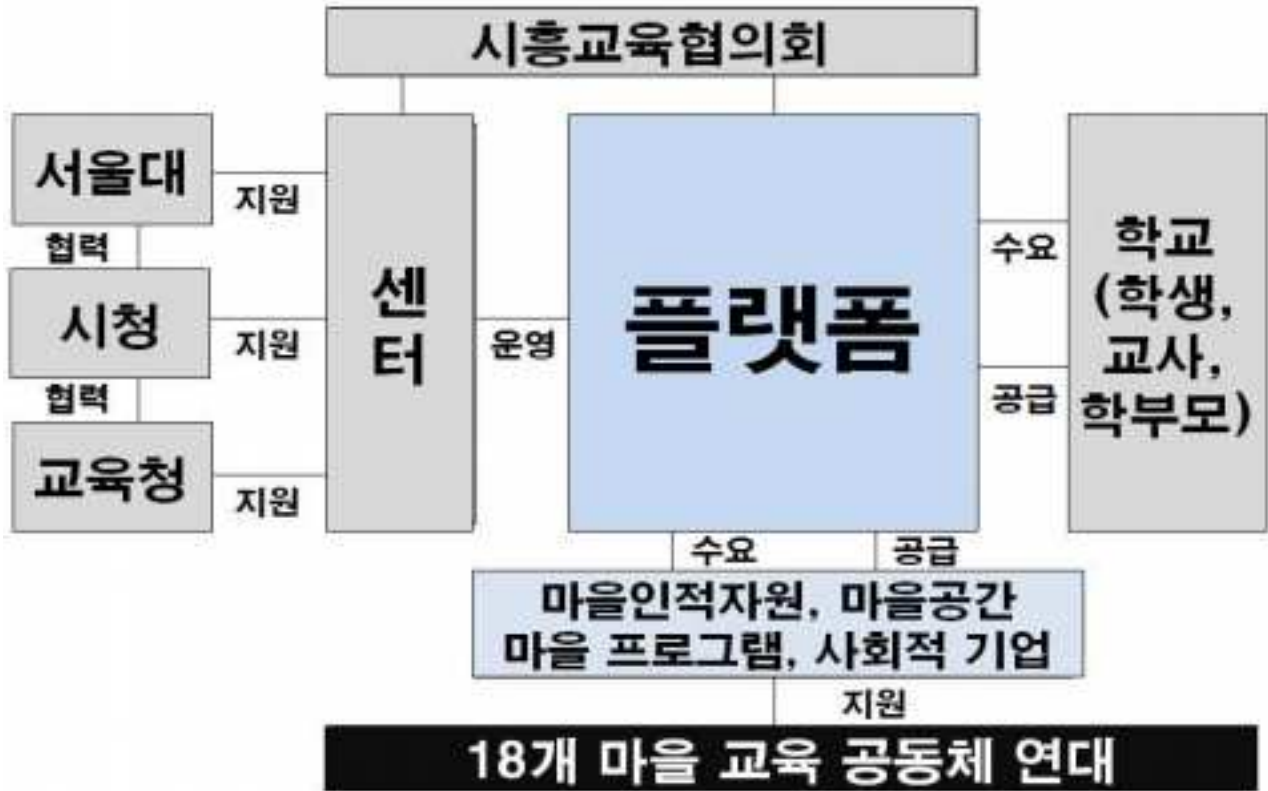 시흥교육협의회
서울대
지원
협력
시청
지원
협력
교육청
지원
센
터
운영
플랫폼
수요
공급
학교
(학생,
교사,
학부모)
수요
공급
마을인적자원, 마을공간
마을 프로그램, 사회적 기업
지원
18개 마을 교육 공동체 연대